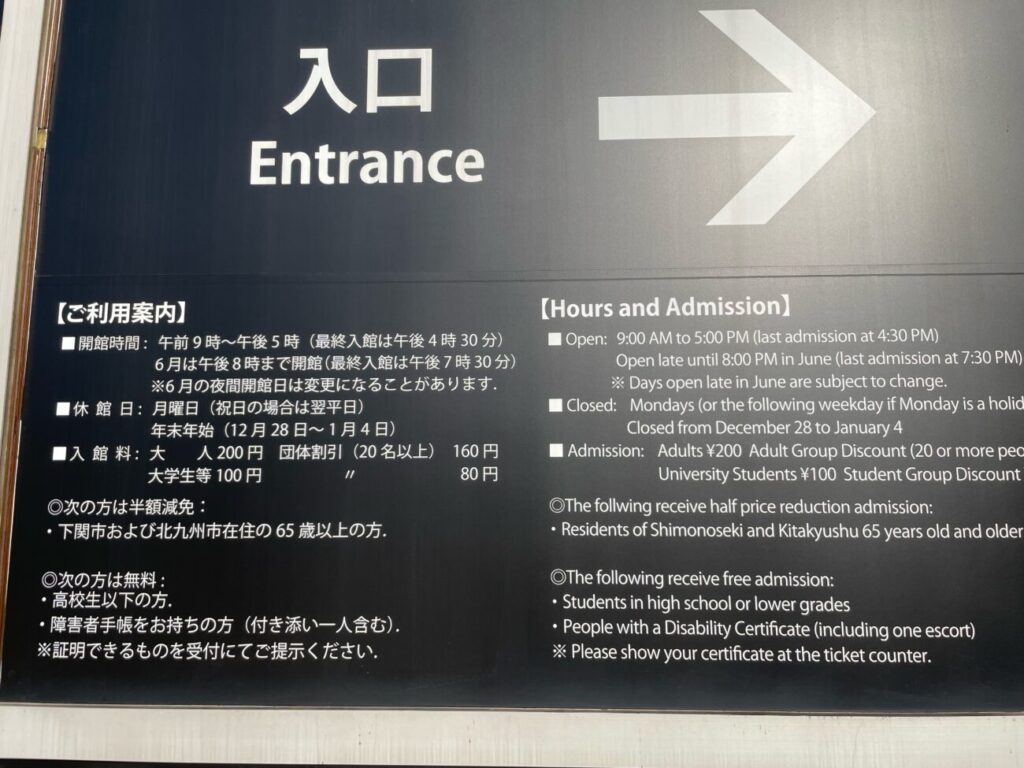 入口
Entrance
【ご利用案内】
■開館時間：午前9時～午後5時（最終入館は午後4時30分）
6月は午後8時まで開館（最終入館は午後7時30分）
※6月の夜間開館日は変更になることがあります.
■休 館 日：月曜日（祝日の場合は翌平日）
年末年始（12月28日～1月4日）
■入 館 料：大　　人 200円　団体割引（20名以上）　160円
大学生等 100円　　　〃　　　80円
◎次の方は半額減免：
・下関市および北九州市在住の 65 歳以上の方.
◎次の方は無料：
・高校生以下の方.
・障害者手帳をお持ちの方（付き添い一人含む）.
※証明できるものを受付にてご提示ください.
【Hours and Admission】
■ Open: 9:00 AM to 5:00 PM (last admission at 4:30 PM)
Open late until 8:00 PM in June (last admission at 7:30 PM)
※ Days open late in June are subject to change.
■ Closed: Mondays (or the following weekday if Monday is a
Closed from December 28 to January 4
■ Admission: Adults ¥200 Adult Group Discount (20 or more
University Students ¥100 Student Group Discount
◎The follwing receive half price reduction admission:
・Residents of Shimonoseki and Kitakyushu 65 years old and older
◎The following receive free admission:
・Students in high school or lower grades
・People with a Disability Certificate (including one escort)
※ Please show your certificate at the ticket counter.